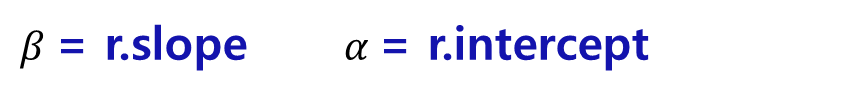 β = r.slope α = r.intercept